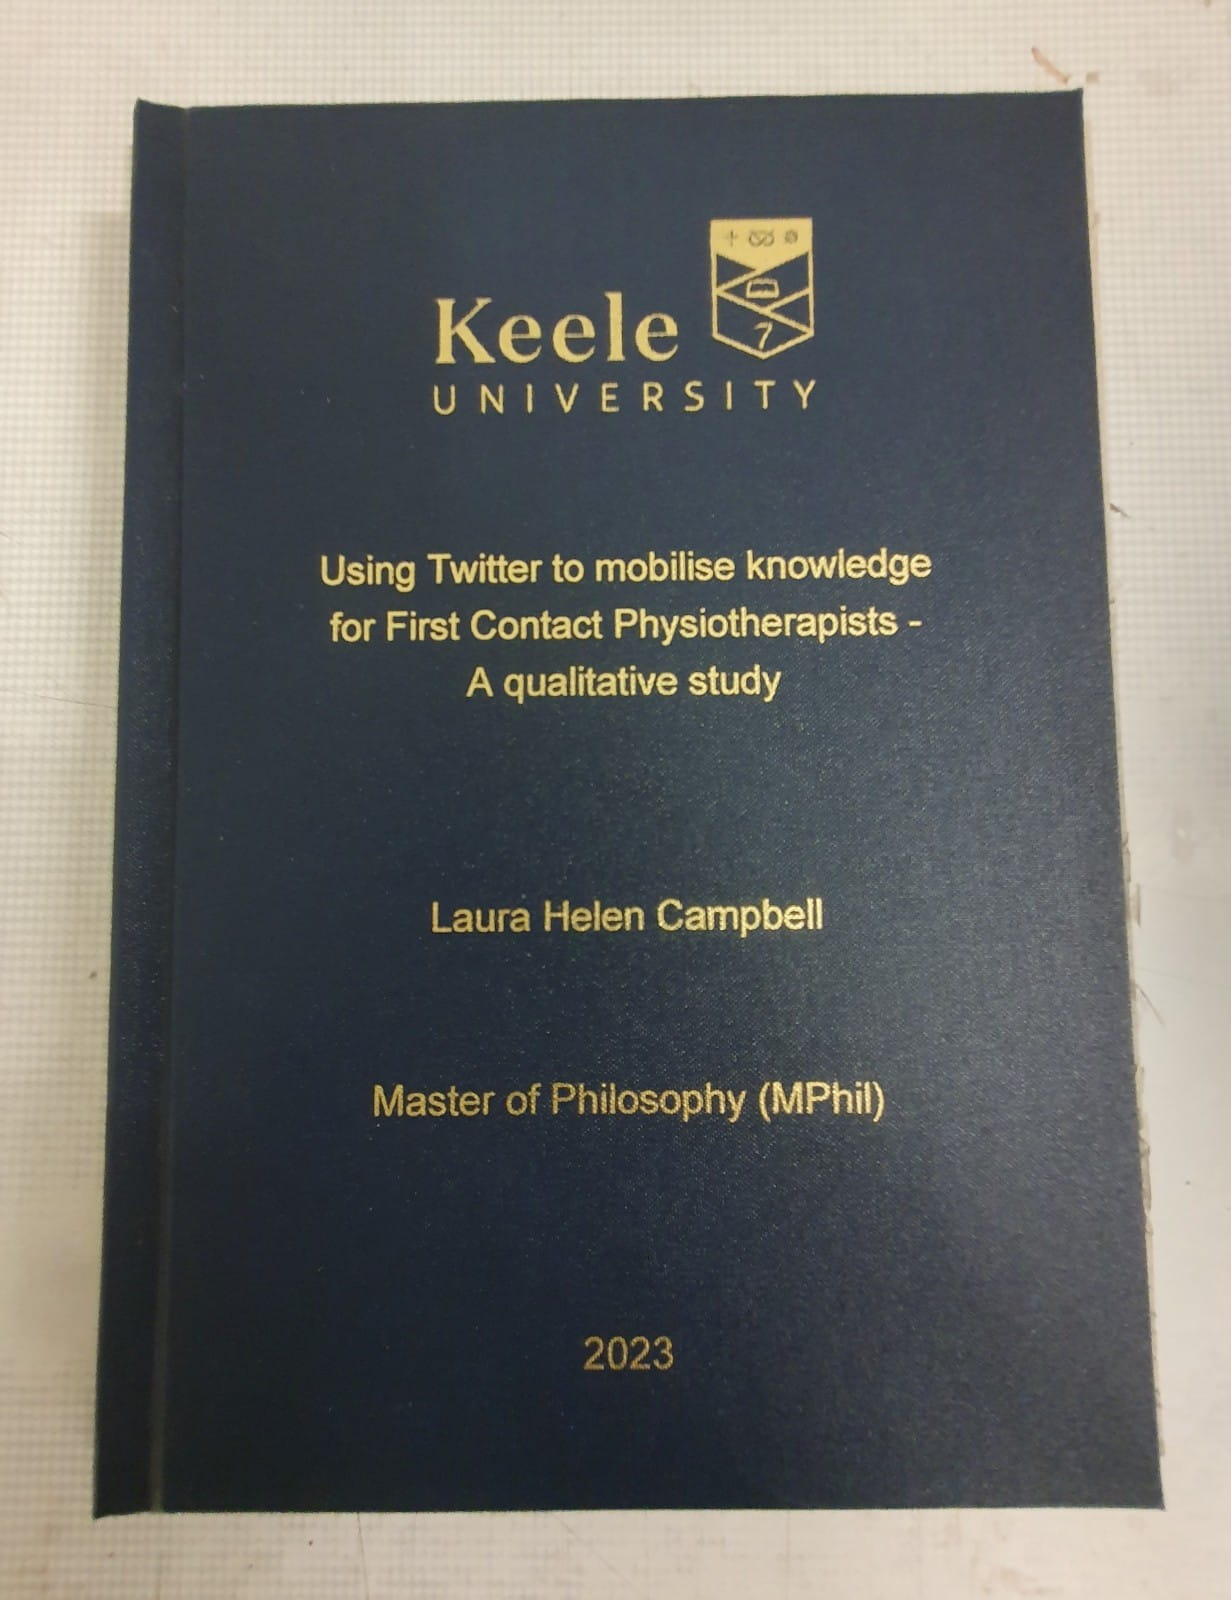 Keele
UNIVERSITY
Using Twitter to mobilise knowledge
for First Contact Physiotherapists -
A qualitative study
Laura Helen Campbell
Master of Philosophy (MPhil)
2023